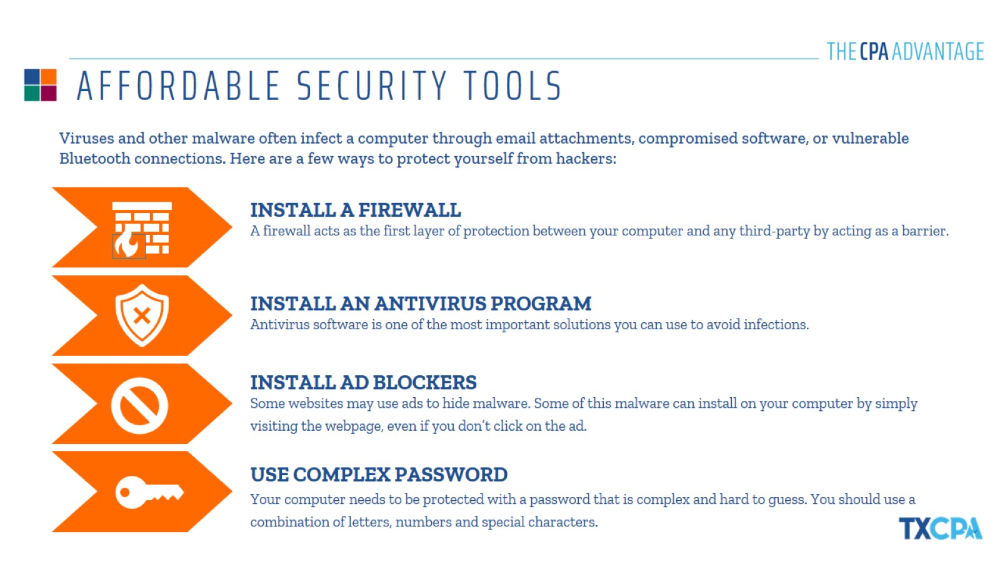 THE CPA ADVANTAGE
AFFORDABLE SECURITY TOOLS
Viruses and other malware often infect a computer through email attachments, compromised software, or vulnerable
Bluetooth connections. Here are a few ways to protect yourself from hackers:
INSTALL A FIREWALL
A firewall acts as the first layer of protection between your computer and any third-party by acting as a barrier.
INSTALL AN ANTIVIRUS PROGRAM
Antivirus software is one of the most important solutions you can use to avoid infections.
INSTALL AD BLOCKERS
Some websites may use ads to hide malware. Some of this malware can install on your computer by simply
visiting the webpage, even if you don’t click on the ad.
USE COMPLEX PASSWORD
Your computer needs to be protected with a password that is complex and hard to guess. You should use a
combination of letters, numbers and special characters.
TXCPA